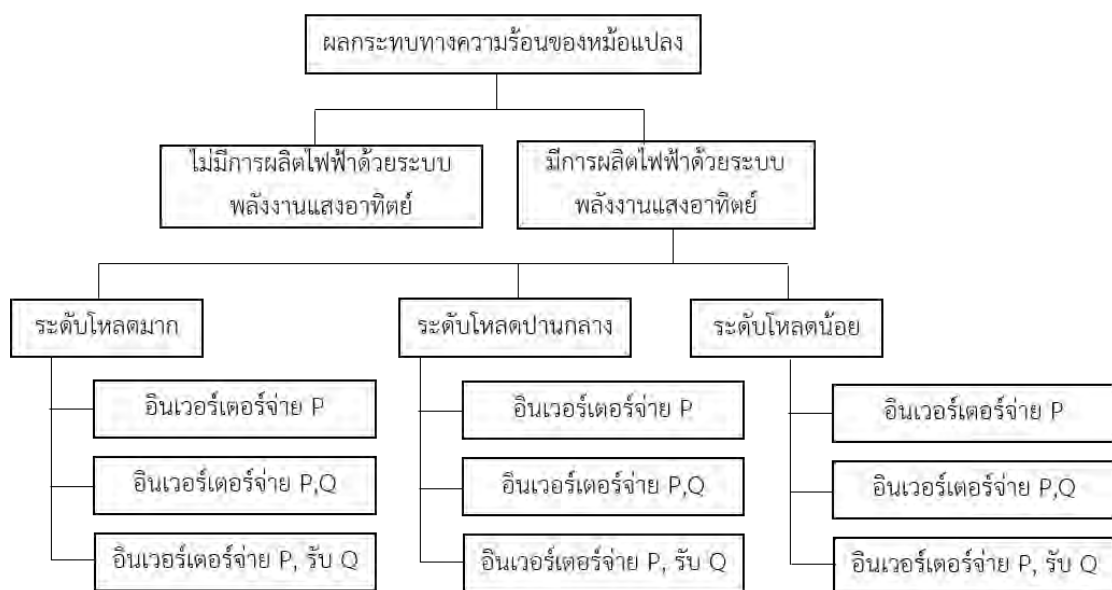 ผลกระทบทางความร้อนของหม้อแปลง
ไม่มีการผลิตไฟฟ้าด้วยระบบ
พลังงานแสงอาทิตย์
มีการผลิตไฟฟ้าด้วยระบบ
พลังงานแสงอาทิตย์
ระดับโหลดมาก
อินเวอร์เตอร์จ่าย P
อินเวอร์เตอร์จ่าย P,Q
อินเวอร์เตอร์จ่าย P, รับ Q
ระดับโหลดปานกลาง
อินเวอร์เตอร์จ่าย P
อินเวอร์เตอร์จ่าย P,Q
อินเวอร์เตอร์จ่าย P, รับ Q
ระดับโหลดน้อย
อินเวอร์เตอร์จ่าย P
อินเวอร์เตอร์จ่าย P,Q
อินเวอร์เตอร์จ่าย P, รับ Q